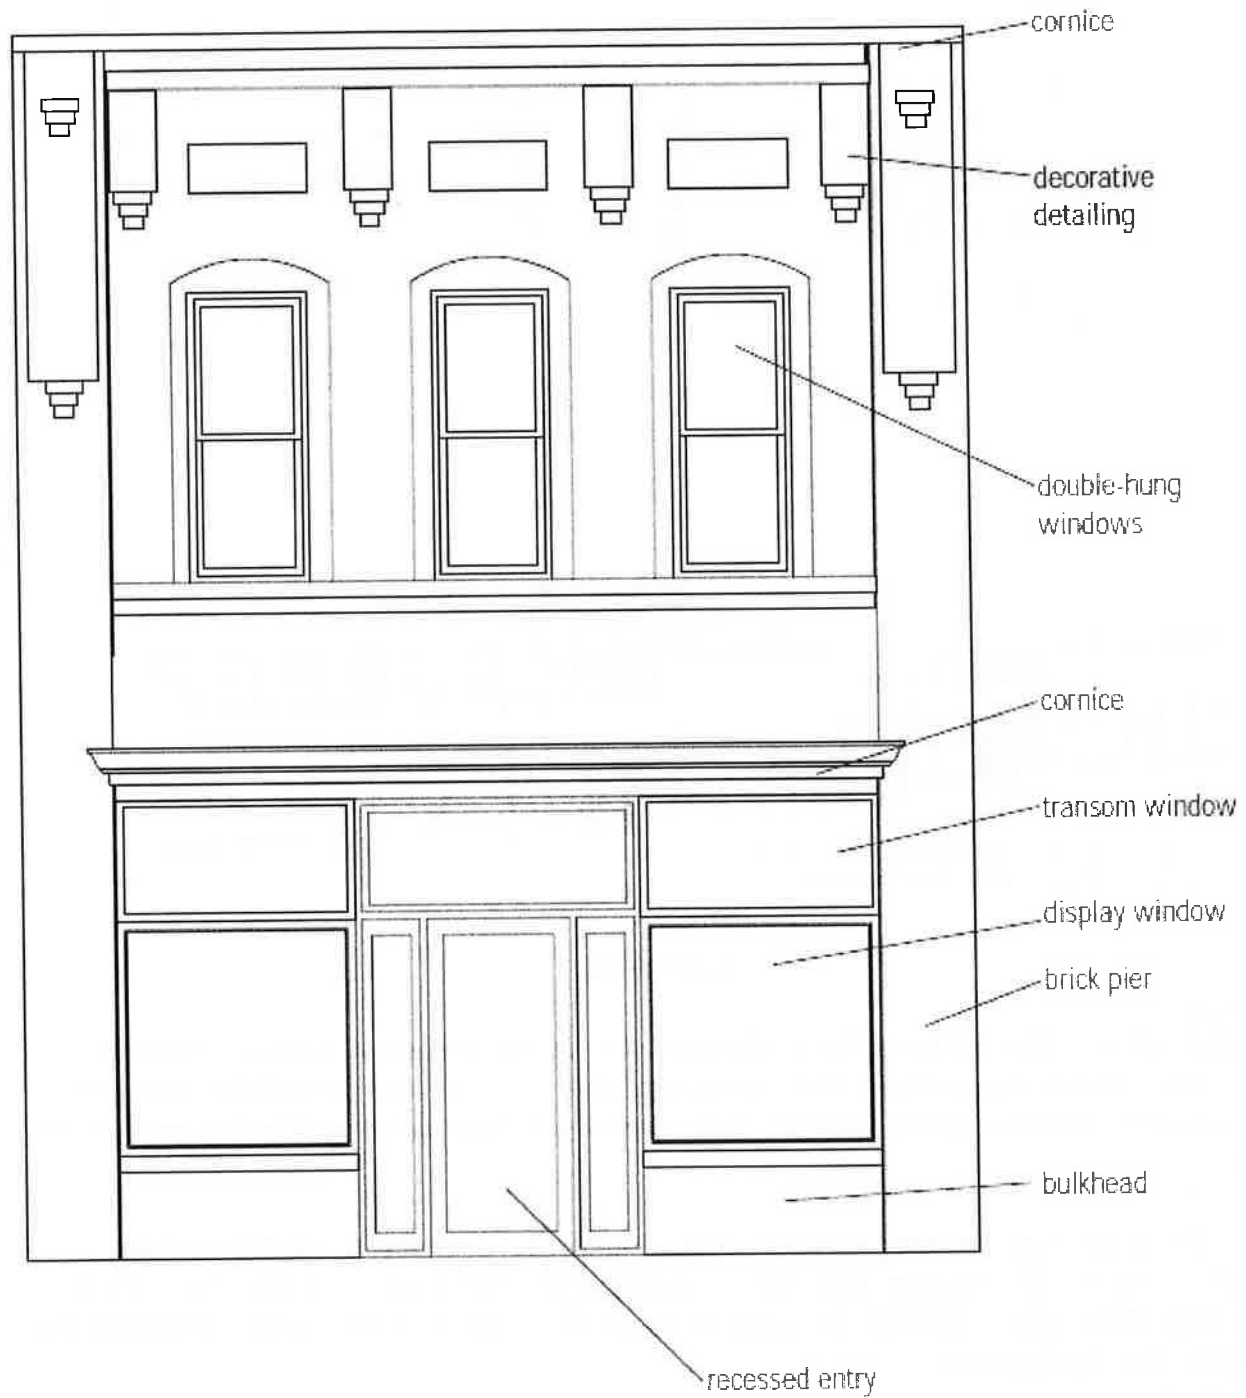 cornice
decorative
detailing
double-hung
windows
cornice
transom window
display window
brick pier
bulkhead
recessed entry